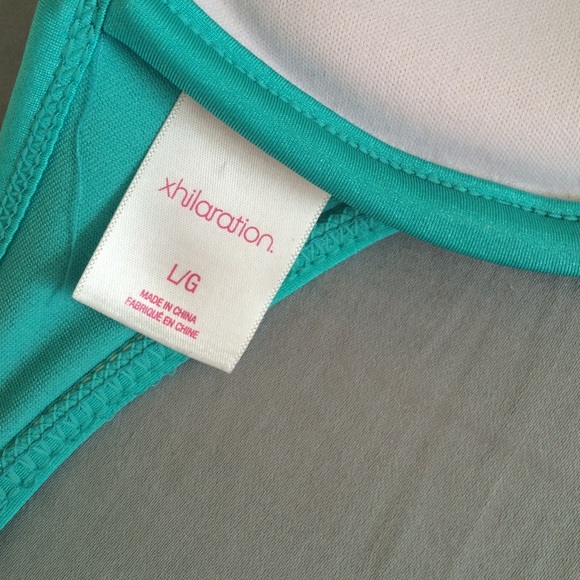 xhilaration.
L/G
MADE IN CHINA
FABRIQUÉ EN CHINE